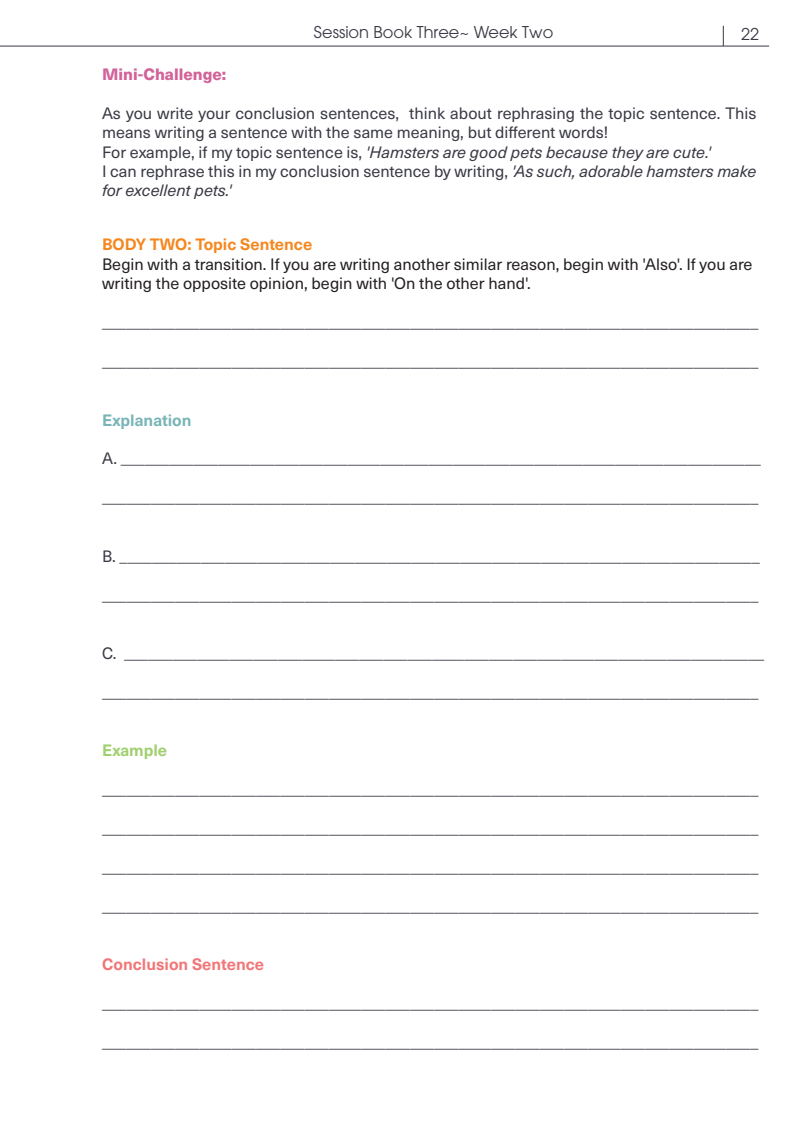 Session Book Three~ Week Two
22
Mini-Challenge:
As you write your conclusion sentences,  think about rephrasing the topic sentence. This
means writing a sentence with the same meaning, but different words!
For example, if my topic sentence is, 'Hamsters are good pets because they are cute.'
I can rephrase this in my conclusion sentence by writing, 'As such, adorable hamsters make
for excellent pets.'
BODY TWO: Topic Sentence
Begin with a transition. If you are writing another similar reason, begin with 'Also'. If you are
writing the opposite opinion, begin with 'On the other hand'.
Explanation
A.
B.
C.
Example
Conclusion Sentence